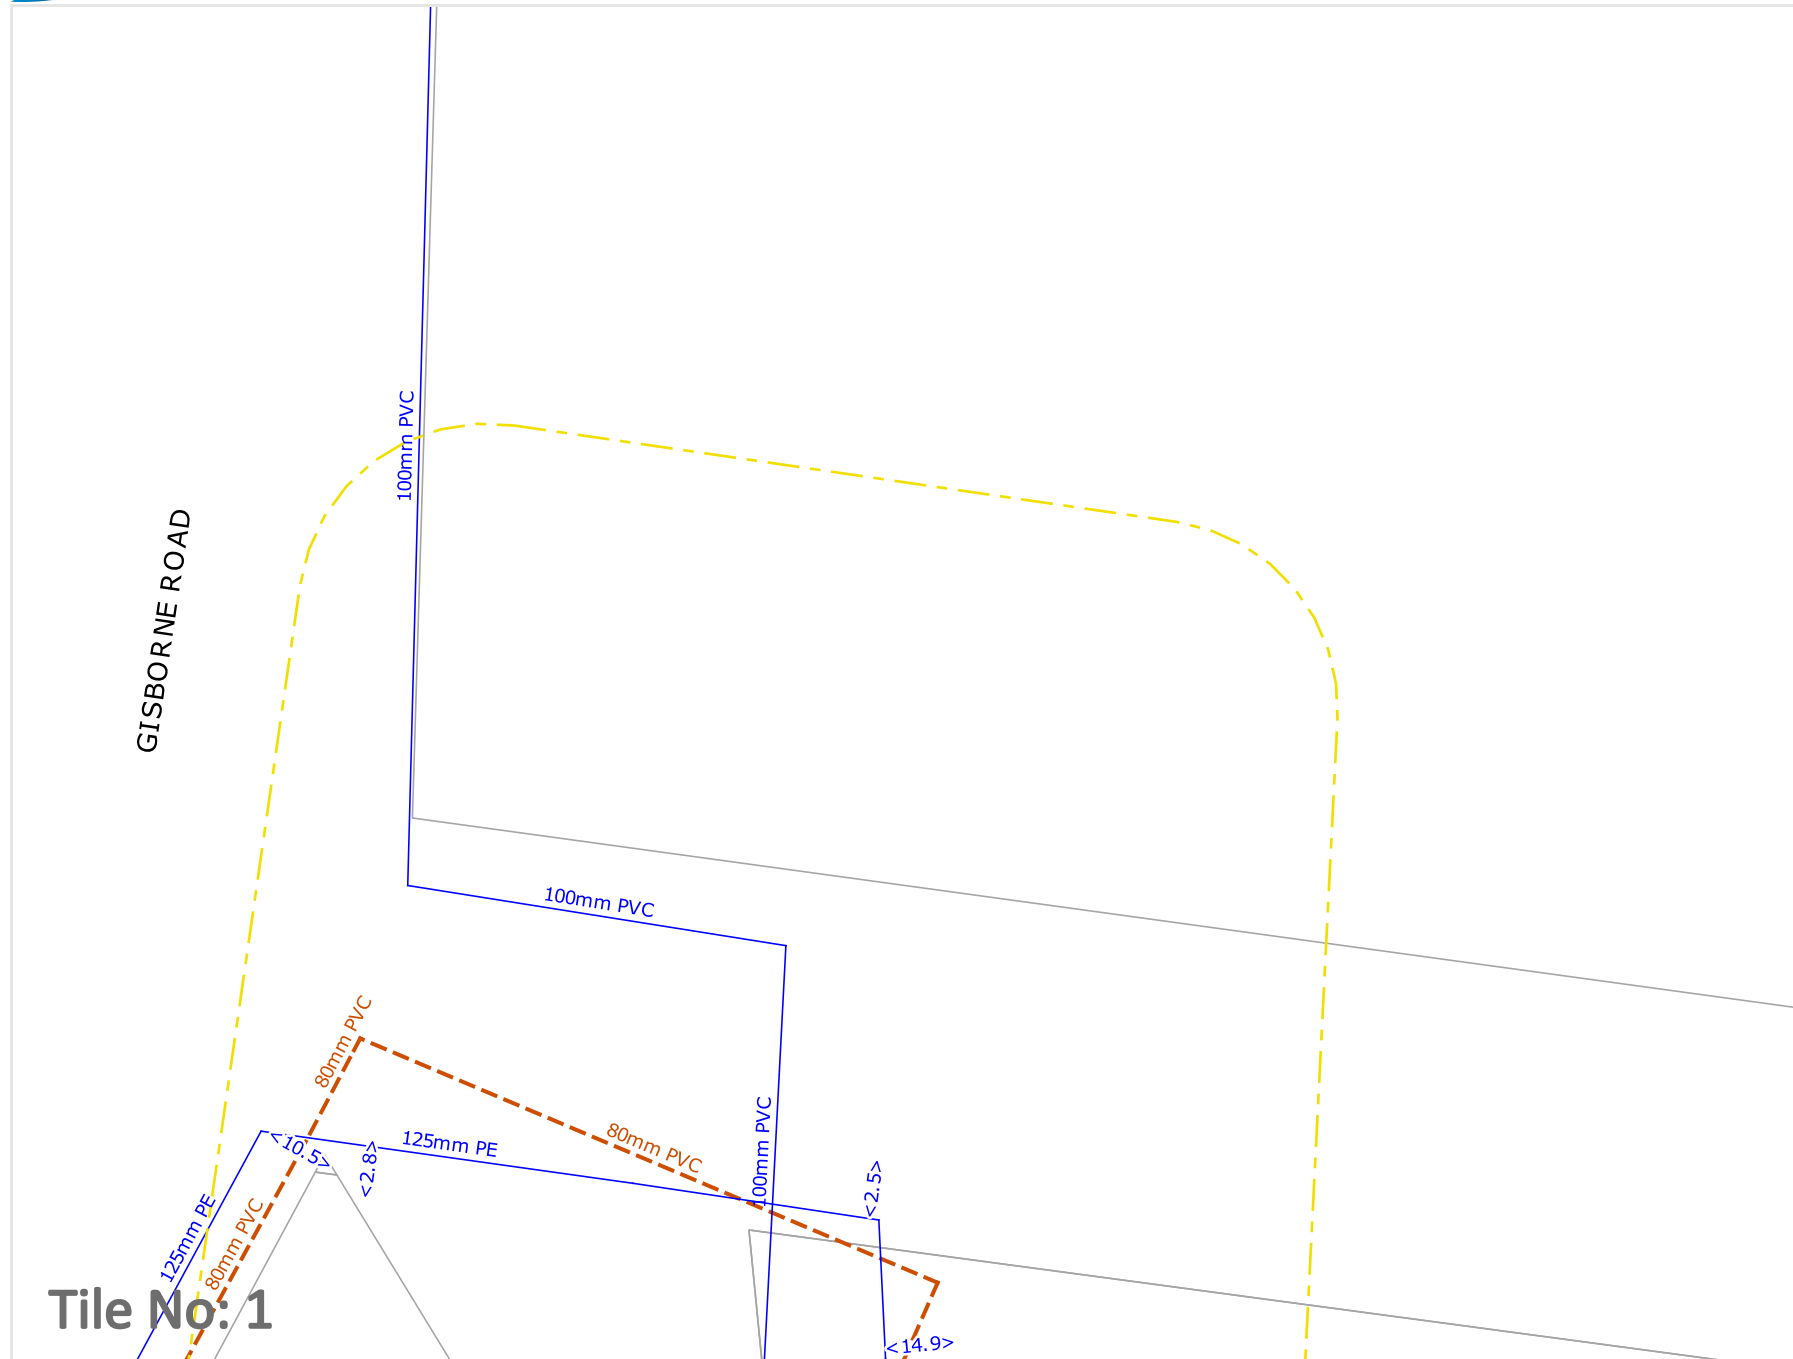 100mm PVC
GISBORNE ROAD
100mm PVC
80mm PVC
80mm PVC
100mm PVC
125mm PE
<10.5>
<2.8>
<2.5>
125mm PE
80mm PVC
Tile No: 1
<14.9>